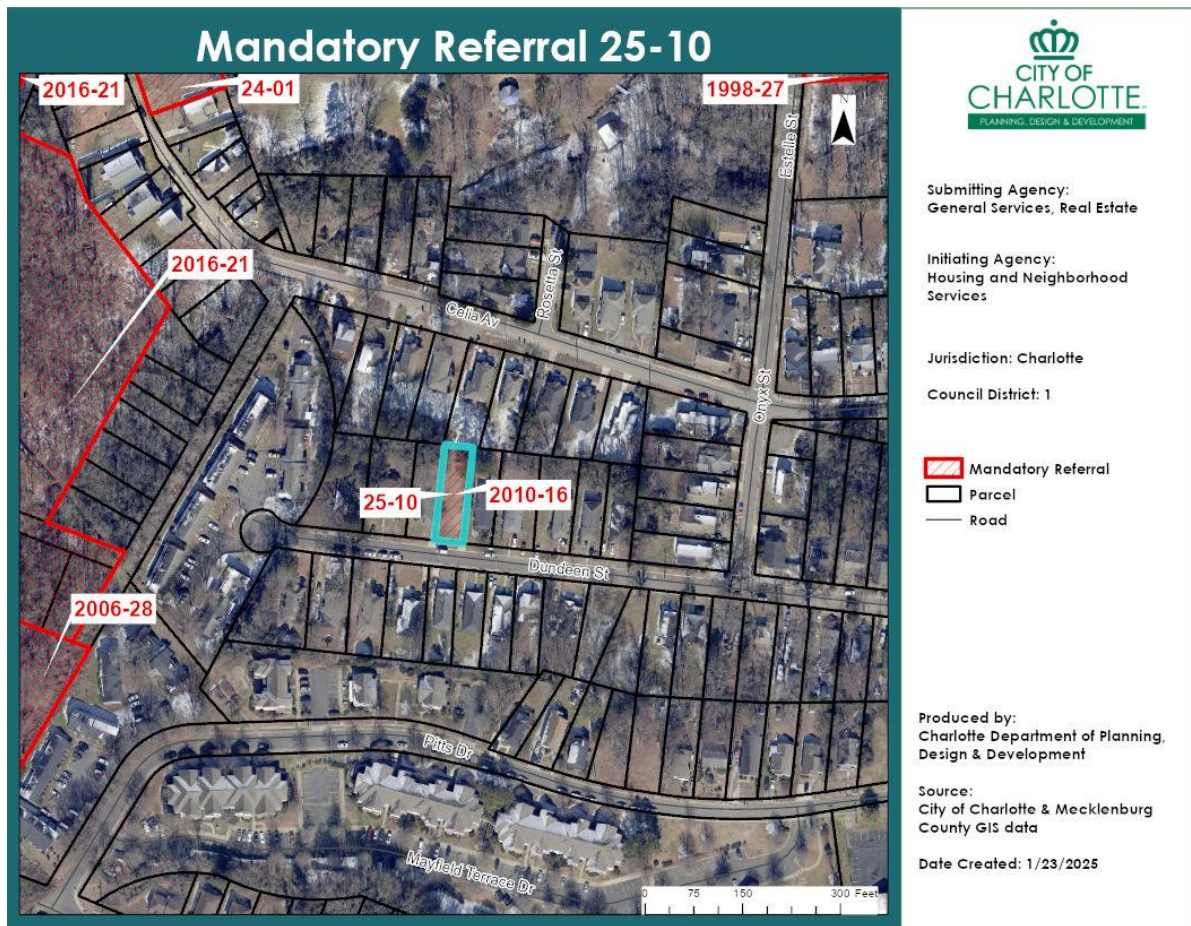 Mandatory Referral 25-10
2016-21
24-01
1998-27
N
Estelle St
2016-21
Rosetta St
Celia Av
Onyx St
25-10
2010-16
Dundeen St
2006-28
Pitts Dr
Mayfield Terrace Dr
0 75 150 300 Feet
CITY OF
CHARLOTTE
PLANNING, DESIGN & DEVELOPMENT
Submitting Agency:
General Services, Real Estate
Initiating Agency:
Housing and Neighborhood
Services
Jurisdiction: Charlotte
Council District: 1
Mandatory Referral
Parcel
Road
Produced by:
Charlotte Department of Planning,
Design & Development
Source:
City of Charlotte & Mecklenburg
County GIS data
Date Created: 1/23/2025